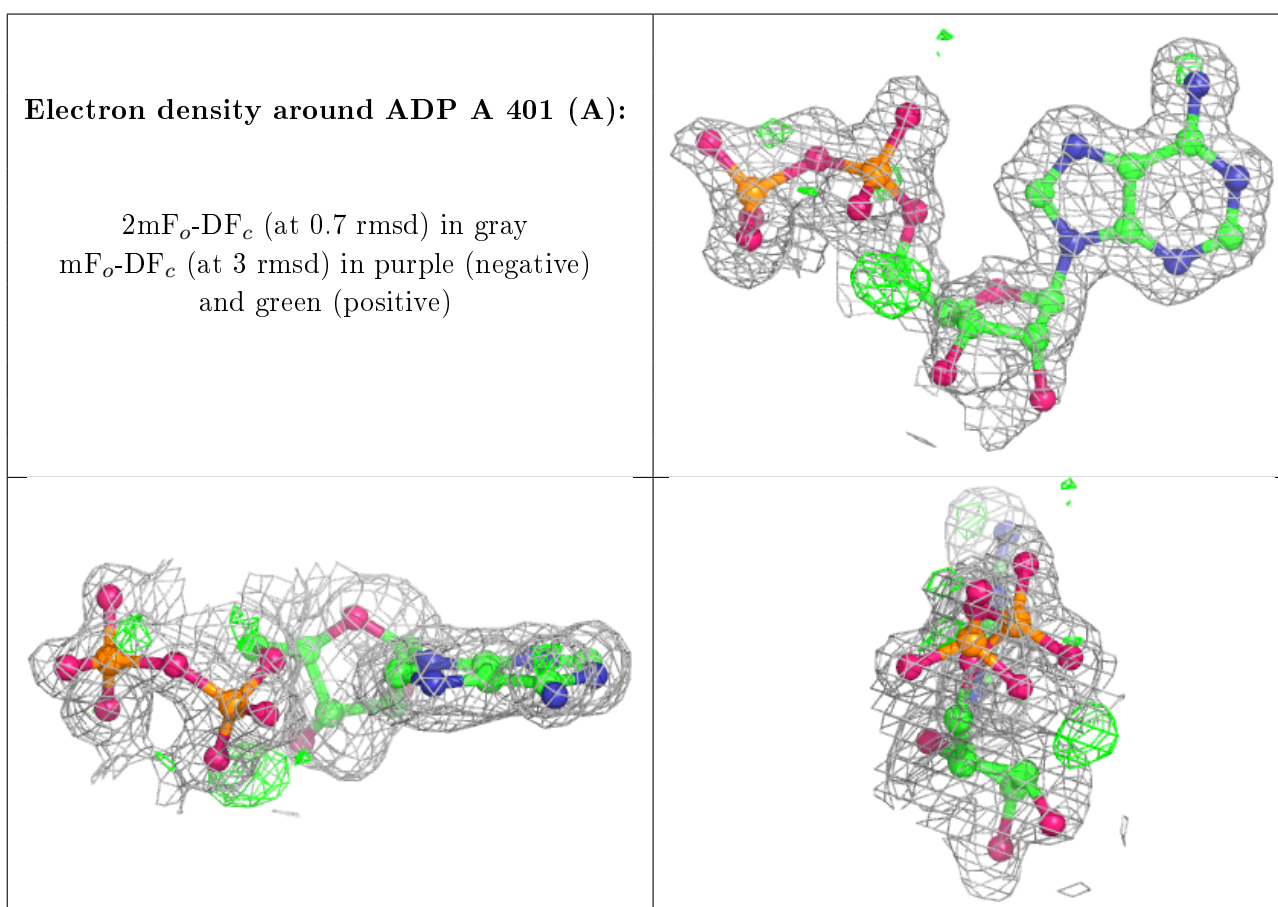 Electron density around ADP A 401 (A):
2mFo-DFc (at 0.7 rmsd) in gray
mFo-DFc (at 3 rmsd) in purple (negative)
and green (positive)